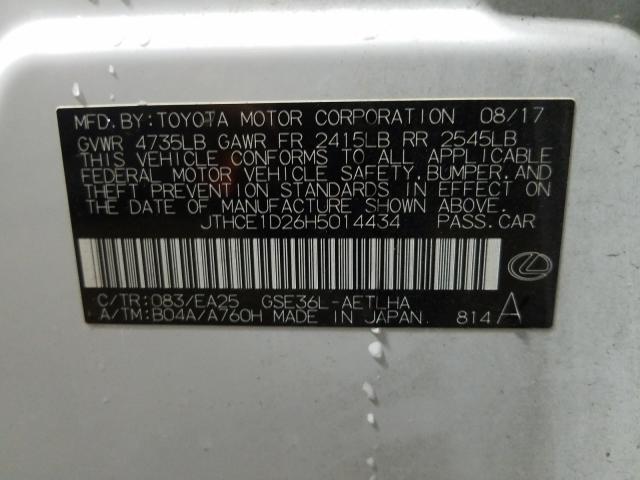 MFD. BY: TOYOTA MOTOR CORPORATION 08/17
GVWR 4735LB GAWR FR 2415LB RR 2545LB
THIS VEHICLE CONFORMS TO ALL APPLICABLE
FEDERAL MOTOR VEHICLE SAFETY, BUMPER, AND
THEFT PREVENTION STANDARDS IN EFFECT ON
THE DATE OF MANUFACTURE SHOWN ABOVE.
JTHCE1D26H5014434 PASS. CAR
C/TR: 083/EA25 GSE36L-AETLHA
A/TM: B04A/A760H MADE IN JAPAN. 814 A